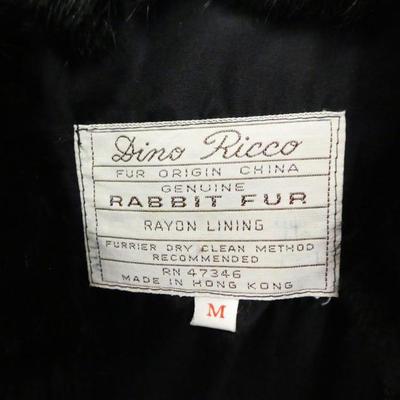 Dino Ricco
FUR ORIGIN CHINA
GENUINE
RABBIT FUR
RAYON LINING
FURRIER DRY CLEAN METHOD
RECOMMENDED
RN 47346
MADE IN HONG KONG
M